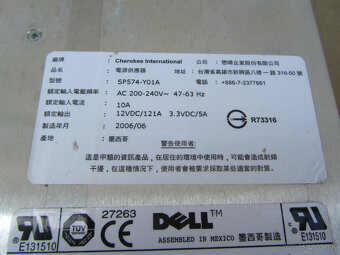 廠牌: Cherokee International 公司: 戀緯企業股份有限公司
品名: 電源供應器 地址: 台灣省高雄市前興區八德一路 316-50 號
型號: SP574-Y01A 電話: +886-7-2377661
額定輸入電壓頻率: AC 200-240V~ 47-63 Hz
額定輸入電流: 10A
額定輸出: 12VDC/121A 3.3VDC/5A R73316
製造年月: 2006/06
產地: 墨西哥 警告使用者:
這是甲類的資訊產品，在居住的環境中使用時，可能會造成射頻
干擾，在這種情況下，使用者會被要求採取某些適當的對策
27263 DELL™
TÜV
ASSEMBLED IN MEXICO 墨西哥製造
E131510 E131510